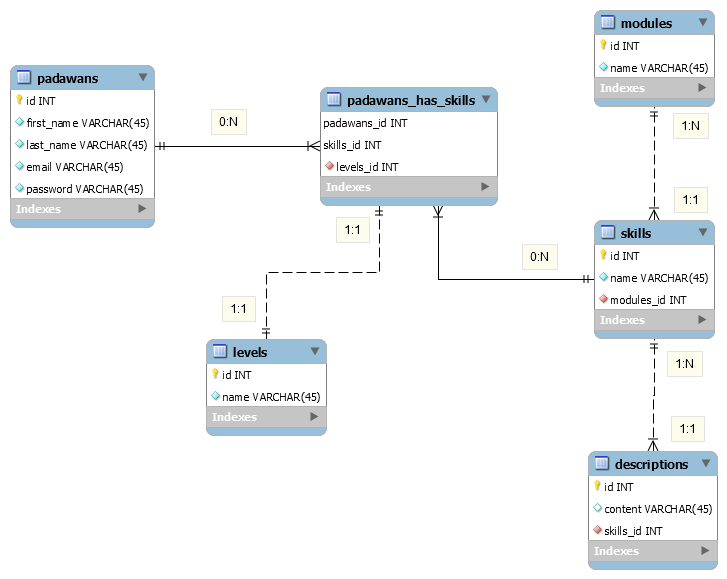 padawans
id INT
first_name VARCHAR(45)
last_name VARCHAR(45)
email VARCHAR(45)
password VARCHAR(45)
Indexes
0:N
padawans_has_skills
padawans_id INT
skills_id INT
levels_id INT
Indexes
1:1
1:1
levels
id INT
name VARCHAR(45)
Indexes
0:N
modules
id INT
name VARCHAR(45)
Indexes
1:N
1:1
skills
id INT
name VARCHAR(45)
modules_id INT
Indexes
1:N
1:1
descriptions
id INT
content VARCHAR(45)
skills_id INT
Indexes